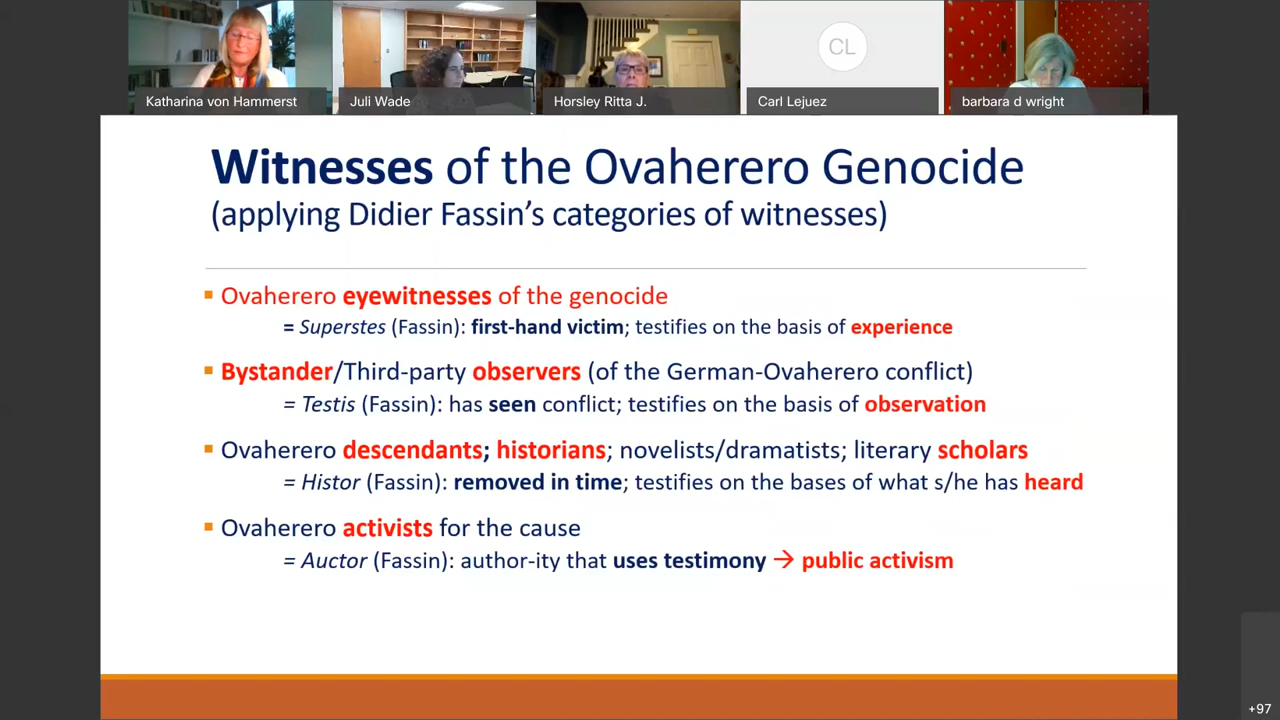 CL
Katharina von Hammerst
Juli Wade
Horsley Ritta J.
Carl Lejuez
barbara d wright
Witnesses of the Ovaherero Genocide
(applying Didier Fassin's categories of witnesses)
▪ Ovaherero eyewitnesses of the genocide
= Superstes (Fassin): first-hand victim; testifies on the basis of experience
▪ Bystander/Third-party observers (of the German-Ovaherero conflict)
= Testis (Fassin): has seen conflict; testifies on the basis of observation
▪ Ovaherero descendants; historians; novelists/dramatists; literary scholars
= Histor (Fassin): removed in time; testifies on the bases of what s/he has heard
▪ Ovaherero activists for the cause
= Auctor (Fassin): author-ity that uses testimony → public activism
+97